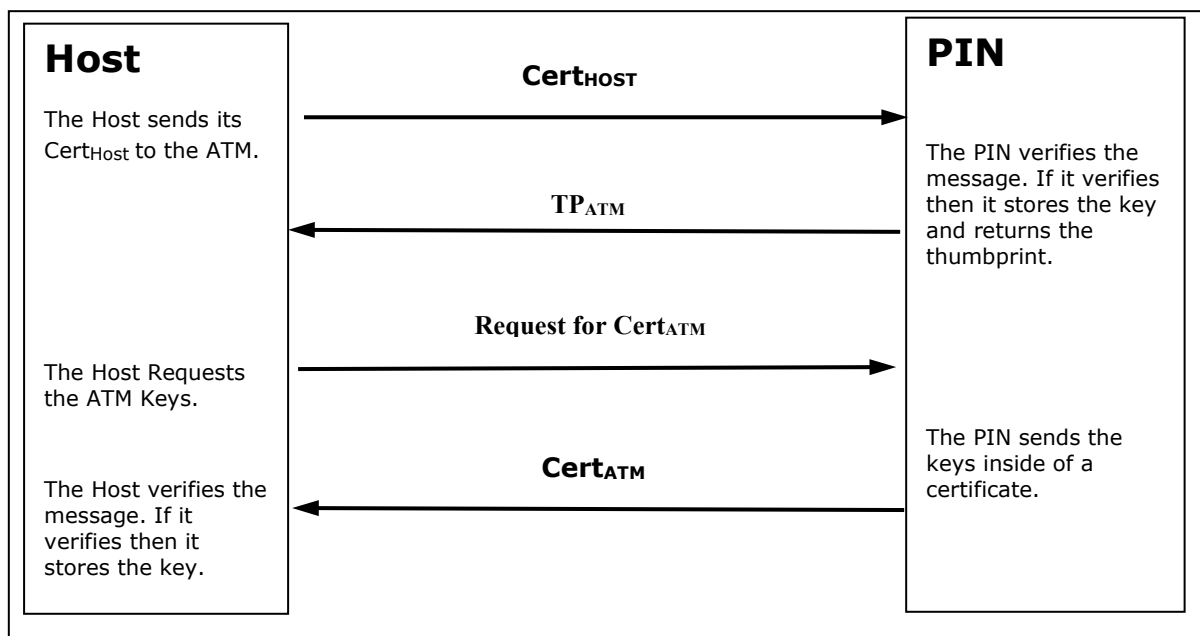 Host
PIN
CertHOST
The Host sends its
CertHost to the ATM.
The PIN verifies the
message. If it verifies
then it stores the key
and returns the
thumbprint.
TPATM
Request for CertATM
The Host Requests
the ATM Keys.
The PIN sends the
keys inside of a
certificate.
CertATM
The Host verifies the
message. If it
verifies then it
stores the key.